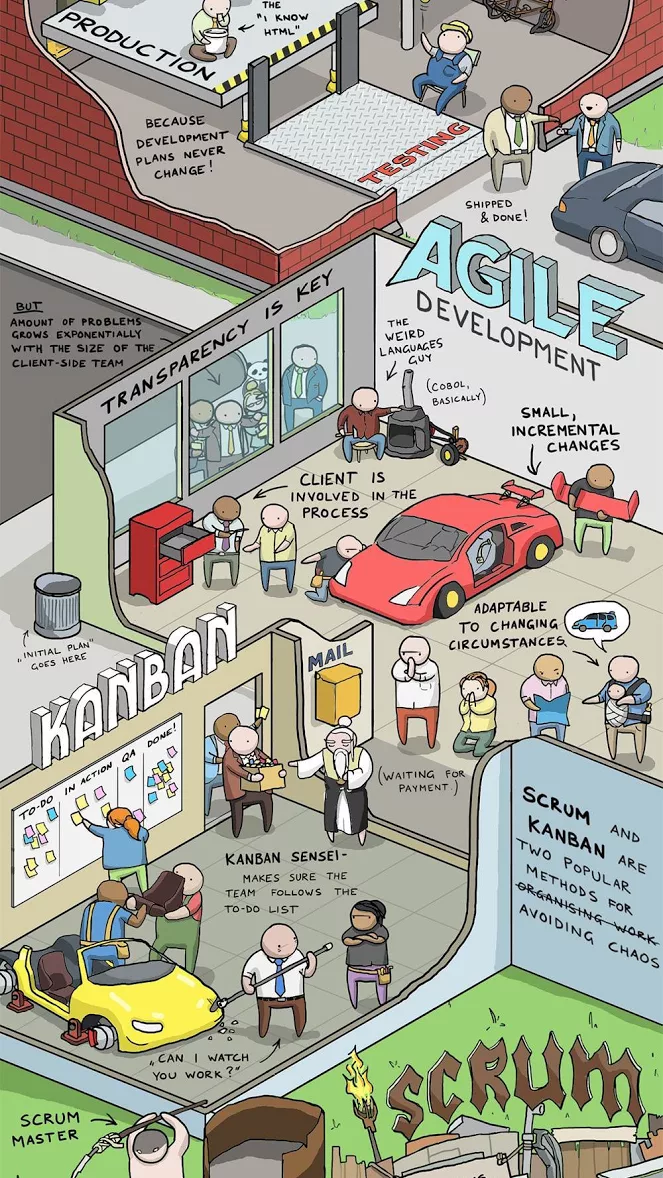 THE
"I KNOW
HTML"
PRODUCTION
BECAUSE
DEVELOPMENT
PLANS NEVER
CHANGE!
TESTING
SHIPPED
& DONE!
AGILE
DEVELOPMENT
BUT
AMOUNT OF PROBLEMS
GROWS EXPONENTIALLY
WITH THE SIZE OF THE
CLIENT-SIDE TEAM
TRANSPARENCY IS KEY
THE
WEIRD
LANGUAGES
GUY
(COBOL,
BASICALLY)
SMALL,
INCREMENTAL
CHANGES
CLIENT IS
INVOLVED IN THE
PROCESS
"INITIAL PLAN"
GOES HERE
ADAPTABLE
TO CHANGING
CIRCUMSTANCES
KANBAN
MAIL
TO-DO IN ACTION QA DONE!
(WAITING FOR
PAYMENT.)
KANBAN SENSEI-
MAKES SURE THE
TEAM FOLLOWS THE
TO-DO LIST
SCRUM AND
KANBAN ARE
TWO POPULAR
METHODS FOR
ORGANISING WORK
AVOIDING CHAOS
"CAN I WATCH
YOU WORK?"
SCRUM
SCRUM
MASTER